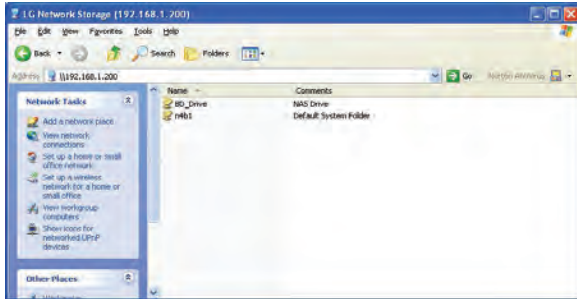 LG Network Storage (192.168.1.200)
File Edit View Favorites Tools Help
Back Search Folders
Address \\192.168.1.200 Go Norton AntiVirus
Name Comments
BD_Drive NAS Drive
n4b1 Default System Folder
Network Tasks
Add a network place
View network
connections
Set up a home or small
office network
Set up a wireless
network for a home or
small office
View workgroup
computers
Show icons for
networked UPnP
devices
Other Places